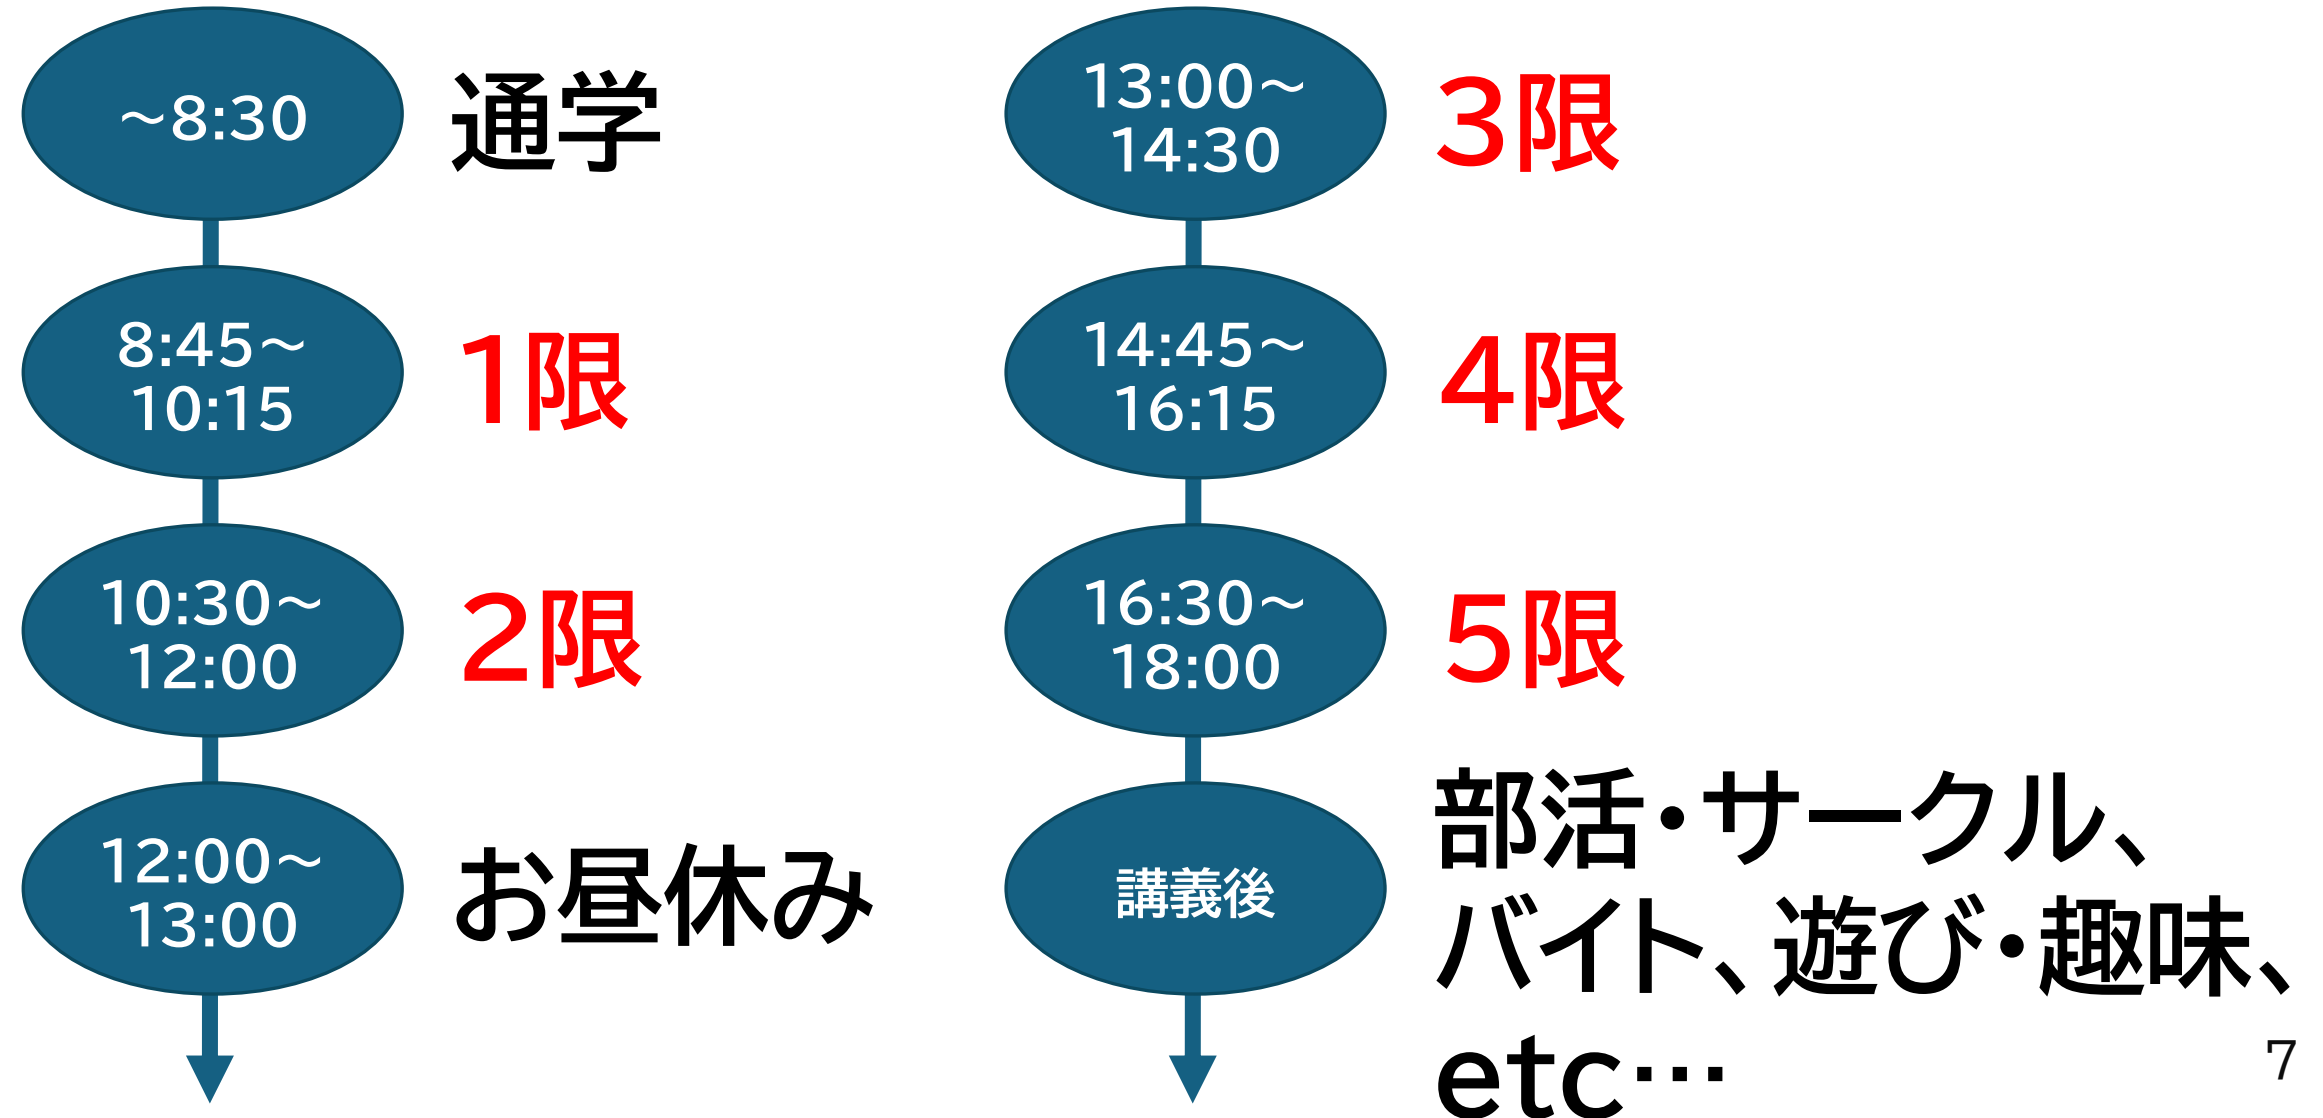 ～8:30
通学
8:45～
10:15
1限
10:30～
12:00
2限
12:00～
13:00
お昼休み
13:00～
14:30
3限
14:45～
16:15
4限
16:30～
18:00
5限
講義後
部活・サークル、
バイト、遊び・趣味、
etc…
7